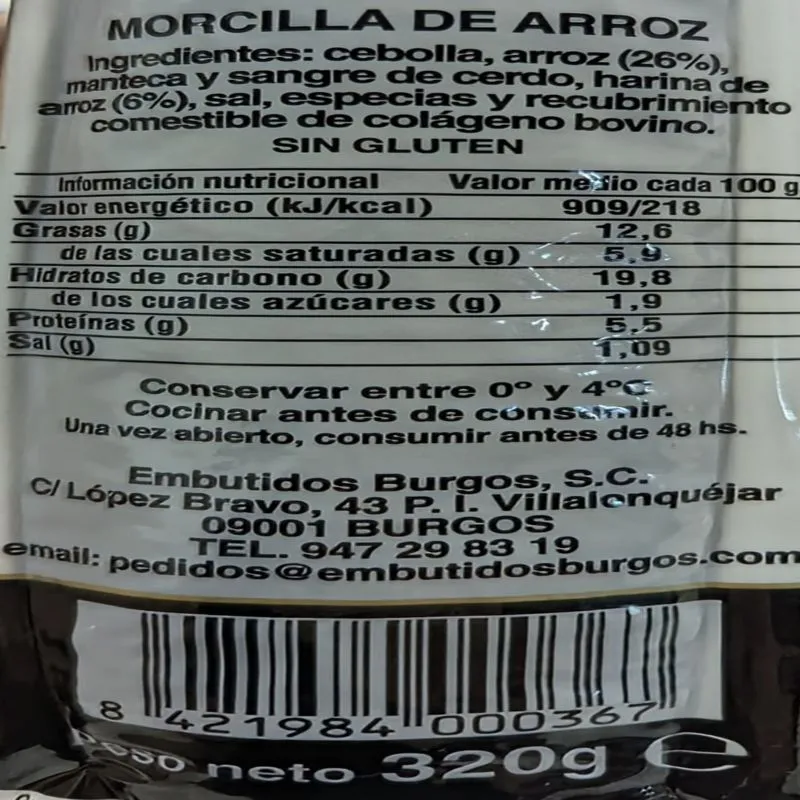 MORCILLA DE ARROZ
Ingredientes: cebolla, arroz (26%),
manteca y sangre de cerdo, harina de
arroz (6%), sal, especias y recubrimiento
comestible de colágeno bovino.
SIN GLUTEN
Información nutricional Valor medio cada 100 g
Valor energético (kJ/kcal) 909/218
Grasas (g) 12,6
de las cuales saturadas (g) 5,9
Hidratos de carbono (g) 19,8
de los cuales azúcares (g) 1,9
Proteínas (g) 5,5
Sal (g) 1,09
Conservar entre 0º y 4ºC
Cocinar antes de consumir.
Una vez abierto, consumir antes de 48 hs.
Embutidos Burgos, S.C.
C/ López Bravo, 43 P. I. Villalonquéjar
09001 BURGOS
TEL. 947 29 83 19
email: pedidos@embutidosburgos.com
8 421984 000367
Peso neto 320g e